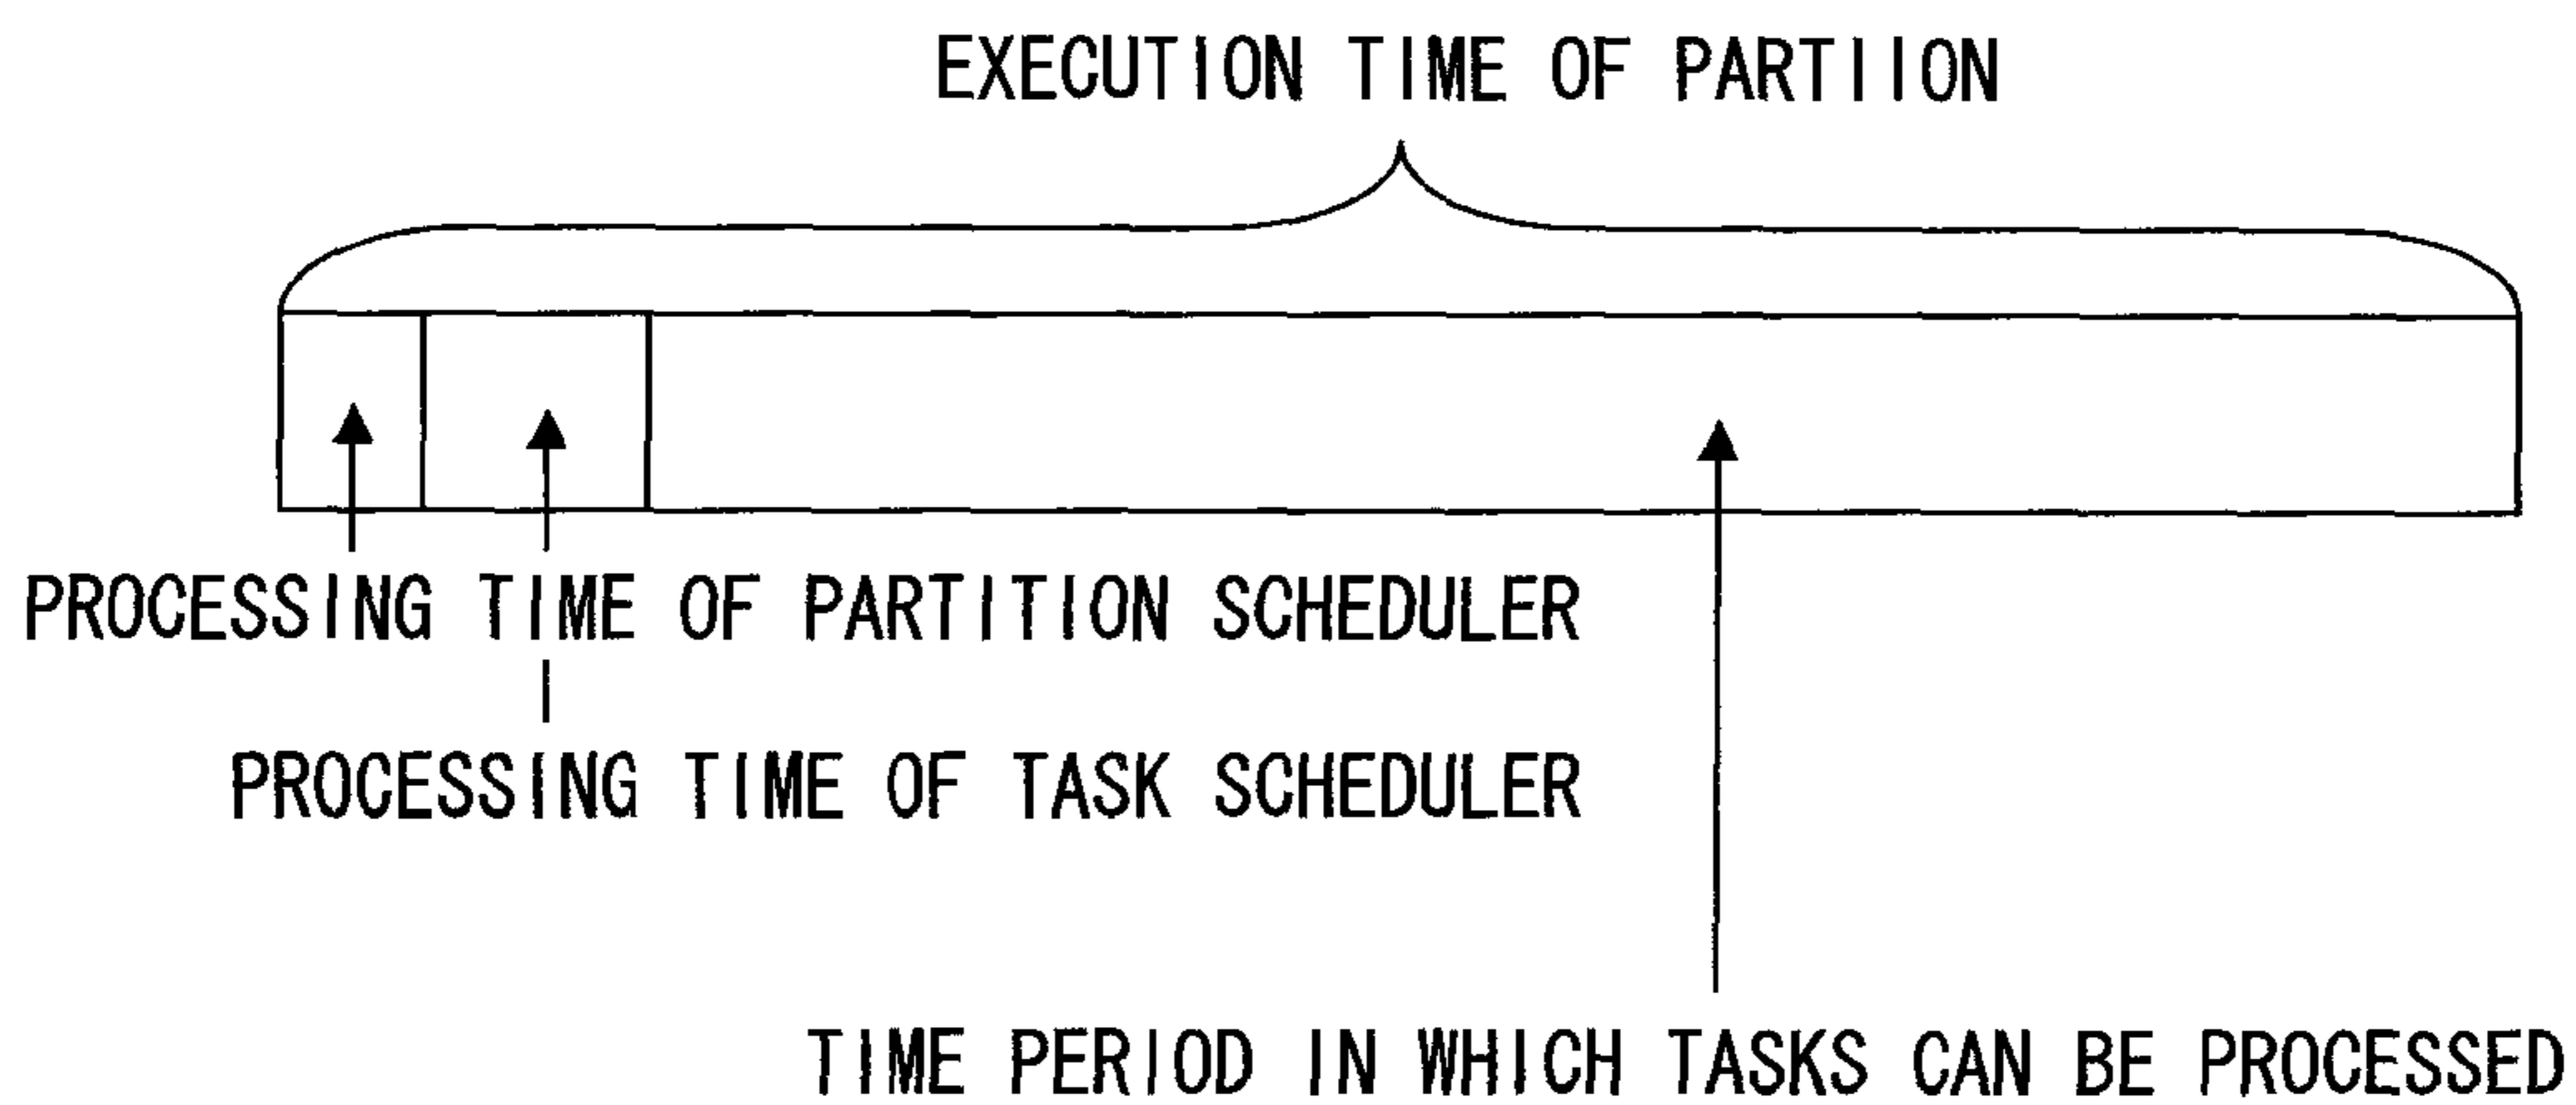 EXECUTION TIME OF PARTIION
PROCESSING TIME OF PARTITION SCHEDULER
PROCESSING TIME OF TASK SCHEDULER
TIME PERIOD IN WHICH TASKS CAN BE PROCESSED